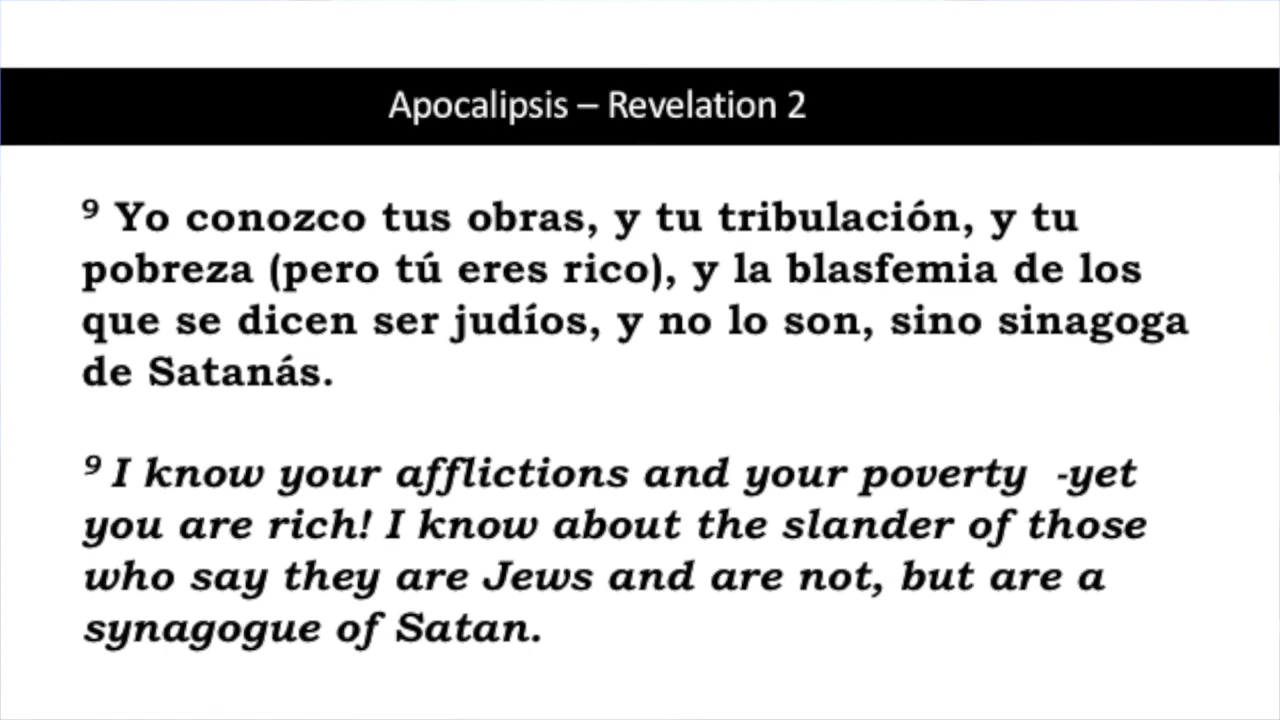 Apocalipsis – Revelation 2
⁹ Yo conozco tus obras, y tu tribulación, y tu
pobreza (pero tú eres rico), y la blasfemia de los
que se dicen ser judíos, y no lo son, sino sinagoga
de Satanás.
⁹ I know your afflictions and your poverty -yet
you are rich! I know about the slander of those
who say they are Jews and are not, but are a
synagogue of Satan.